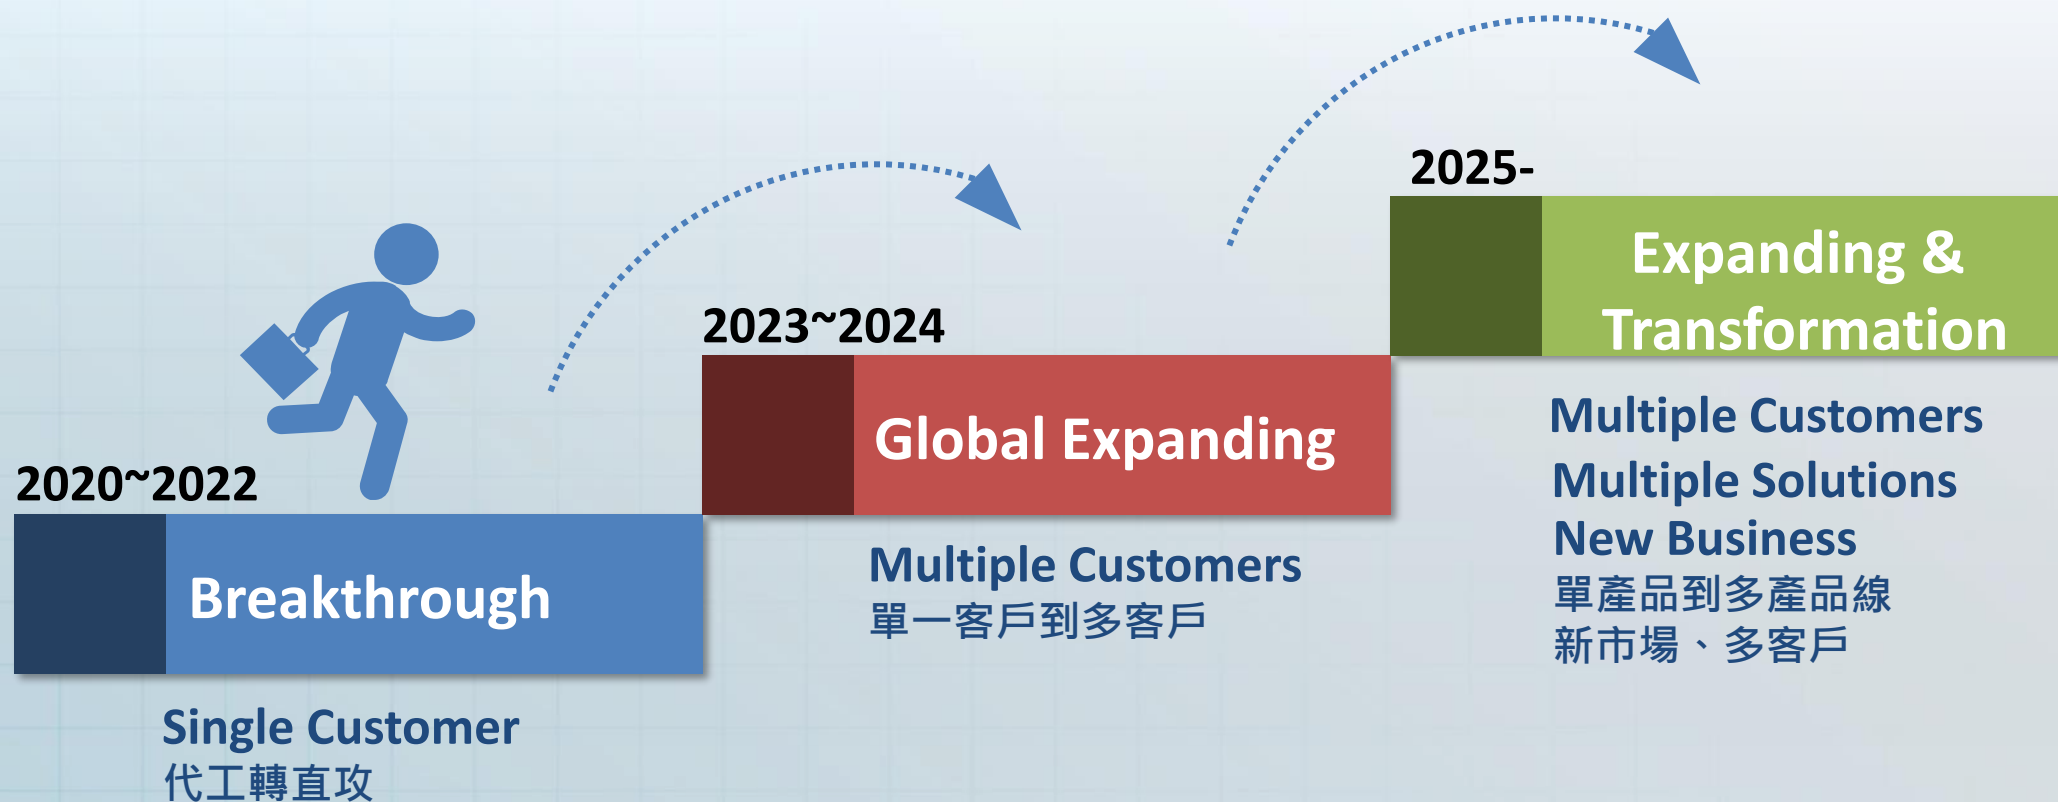 2020~2022
Breakthrough
Single Customer
代工轉直攻
2023~2024
Global Expanding
Multiple Customers
單一客戶到多客戶
2025-
Expanding &
Transformation
Multiple Customers
Multiple Solutions
New Business
單產品到多產品線
新市場、多客戶